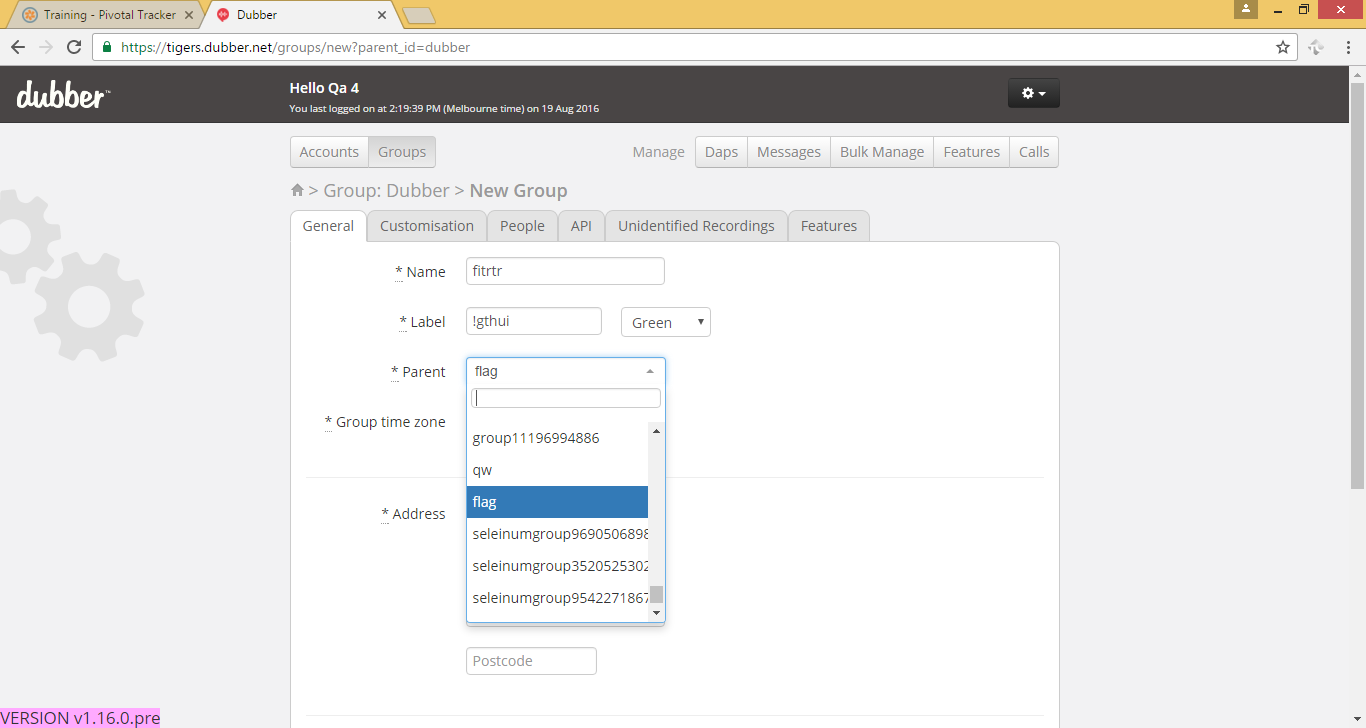 Training - Pivotal Tracker
Dubber
https://tigers.dubber.net/groups/new?parent_id=dubber
dubber™
Hello Qa 4
You last logged on at 2:19:39 PM (Melbourne time) on 19 Aug 2016
Accounts Groups
Manage Daps Messages Bulk Manage Features Calls
> Group: Dubber > New Group
General Customisation People API Unidentified Recordings Features
* Name fitrtr
* Label !gthui Green
* Parent flag
* Group time zone
group11196994886
qw
flag
* Address
seleinumgroup9690506898
seleinumgroup3520525302
seleinumgroup9542271867
Postcode
VERSION v1.16.0.pre